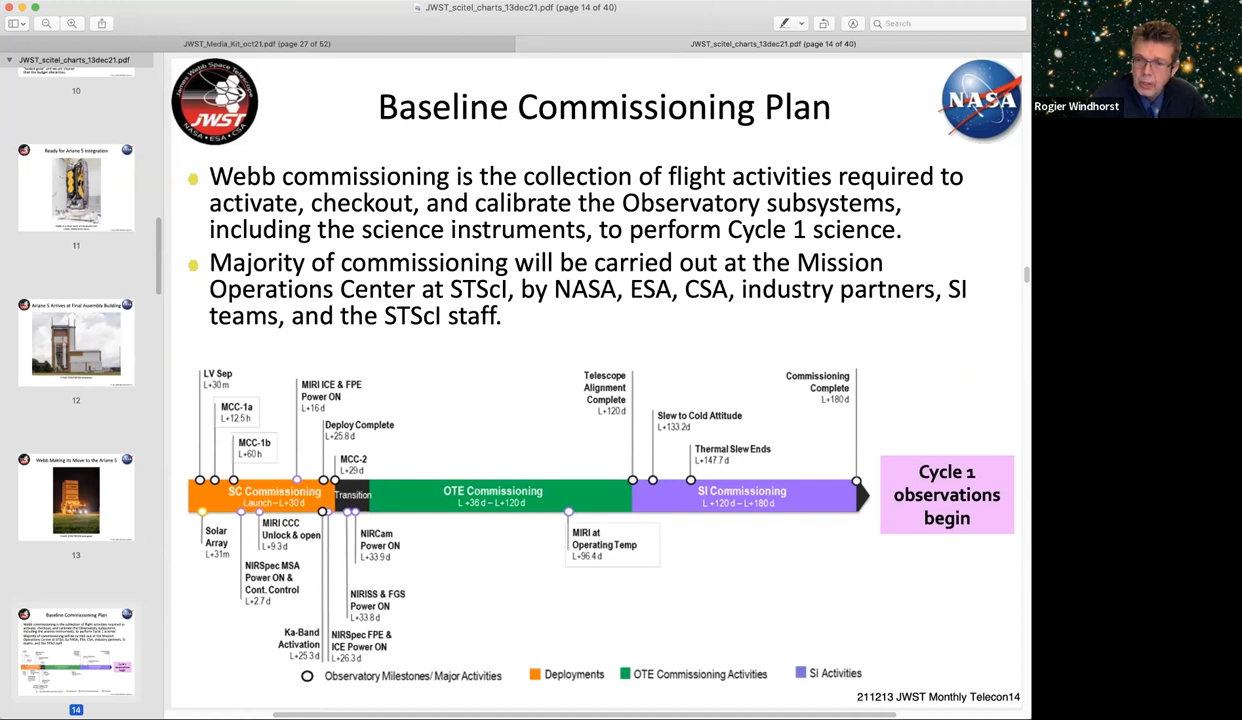 JWST_scitel_charts_13dec21.pdf (page 14 of 40)
Search
JWST_Media_Kit_oct21.pdf (page 27 of 52)
JWST_scitel_charts_13dec21.pdf (page 14 of 40)
JWST_scitel_charts_13dec21.pdf
10
Ready for Ariane 5 Integration
11
Ariane 5 Arrives at Final Assembly Building
12
Webb Making its Move to the Ariane 5
13
Baseline Commissioning Plan
14
James Webb Space Telescope
JWST
NASA • ESA • CSA
Baseline Commissioning Plan
NASA
Webb commissioning is the collection of flight activities required to
activate, checkout, and calibrate the Observatory subsystems,
including the science instruments, to perform Cycle 1 science.
Majority of commissioning will be carried out at the Mission
Operations Center at STScI, by NASA, ESA, CSA, industry partners, SI
teams, and the STScI staff.
LV Sep
L+30m
MCC-1a
L+12.5 h
MCC-1b
L+60 h
MIRI ICE & FPE
Power ON
L+16 d
Deploy Complete
L+25.8 d
MCC-2
L+29 d
Telescope
Alignment
Complete
L+120 d
Slew to Cold Attitude
L+133.2d
Thermal Slew Ends
L+147.7 d
Commissioning
Complete
L+180 d
SC Commissioning
Launch – L+30 d
Transition
OTE Commissioning
L +36 d – L+120 d
SI Commissioning
L +120 d – L+180 d
Cycle 1
observations
begin
Solar
Array
L+31m
NIRSpec MSA
Power ON &
Cont. Control
L+2.7 d
MIRI CCC
Unlock & open
L+9.3 d
Ka-Band
Activation
L+25.3 d
NIRSpec FPE &
ICE Power ON
L+26.3 d
NIRISS & FGS
Power ON
L+33.8 d
NIRCam
Power ON
L+33.9 d
MIRI at
Operating Temp
L+96.4 d
Observatory Milestones/ Major Activities
Deployments
OTE Commissioning Activities
SI Activities
211213 JWST Monthly Telecon14
Rogier Windhorst